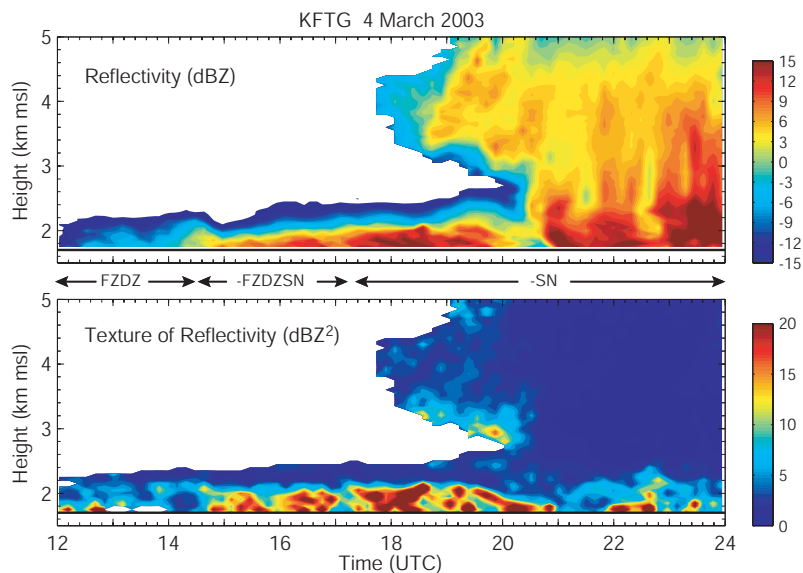 KFTG 4 March 2003
Reflectivity (dBZ)
Height (km msl)
5
4
3
2
15
12
9
6
3
0
-3
-6
-9
-12
-15
FZDZ
-FZDZSN
-SN
Texture of Reflectivity (dBZ²)
Height (km msl)
5
4
3
2
20
15
10
5
0
12 14 16 18 20 22 24
Time (UTC)